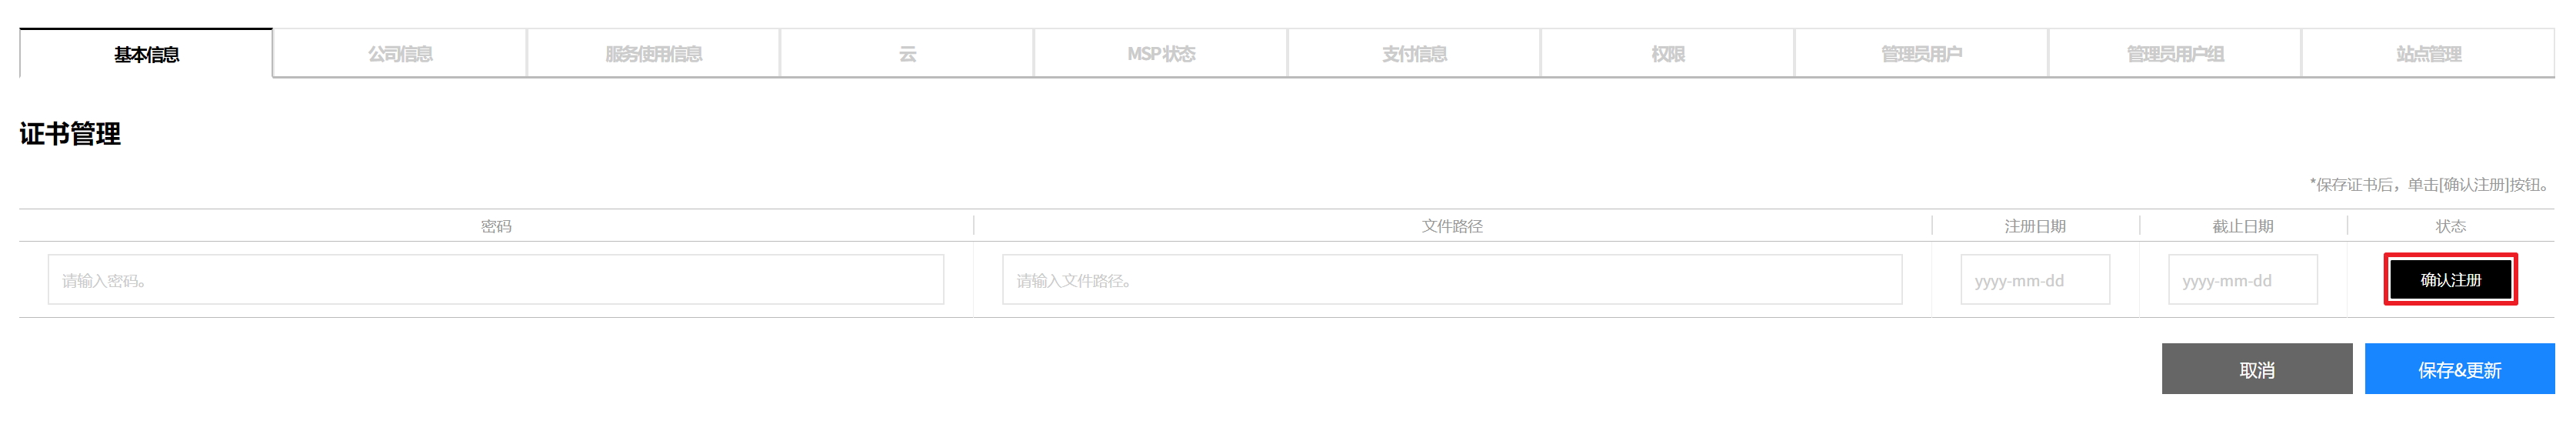 基本信息 公司信息 服务使用信息 云 MSP 状态 支付信息 权限 管理员用户 管理员用户组 站点管理
证书管理
*保存证书后，单击[确认注册]按钮。
密码 文件路径 注册日期 截止日期 状态
请输入密码。 请输入文件路径。 yyyy-mm-dd yyyy-mm-dd 确认注册
取消 保存&更新